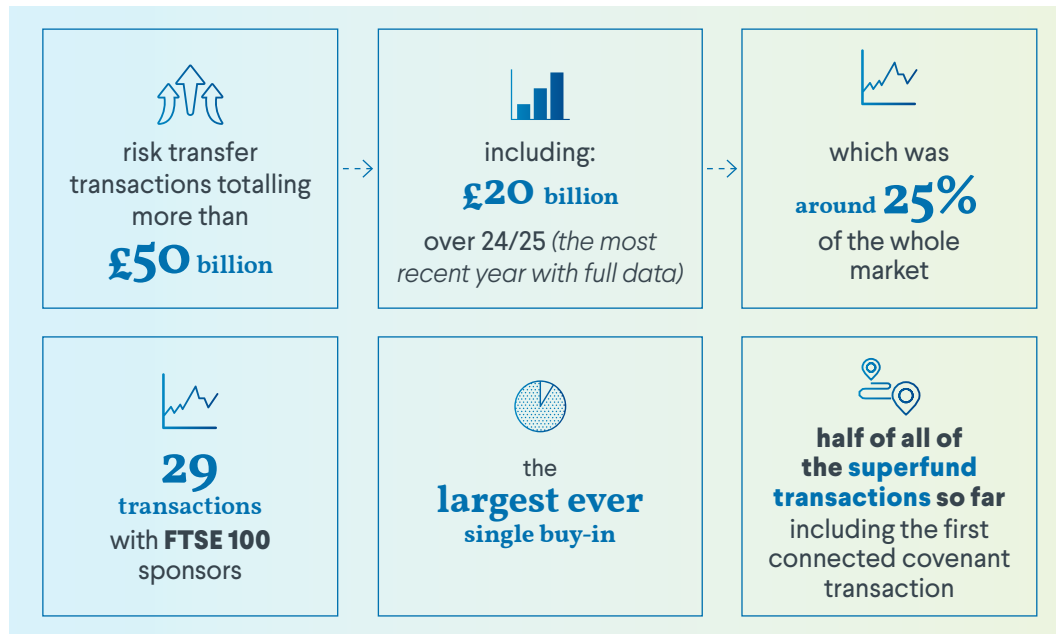 risk transfer
transactions totalling
more than
£50 billion
including:
£20 billion
over 24/25 (the most
recent year with full data)
which was
around 25%
of the whole
market
29
transactions
with FTSE 100
sponsors
the
largest ever
single buy-in
half of all of
the superfund
transactions so far
including the first
connected covenant
transaction